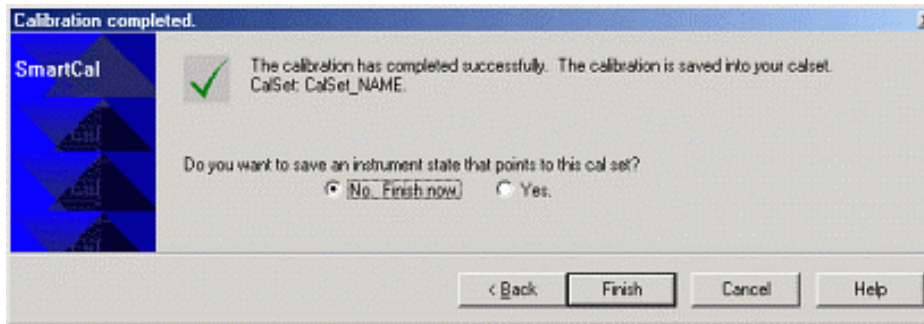 Calibration completed.
SmartCal
The calibration has completed successfully. The calibration is saved into your calset.
CalSet: CalSet_NAME.
Do you want to save an instrument state that points to this cal set?
No. Finish now.
Yes.
< Back
Finish
Cancel
Help